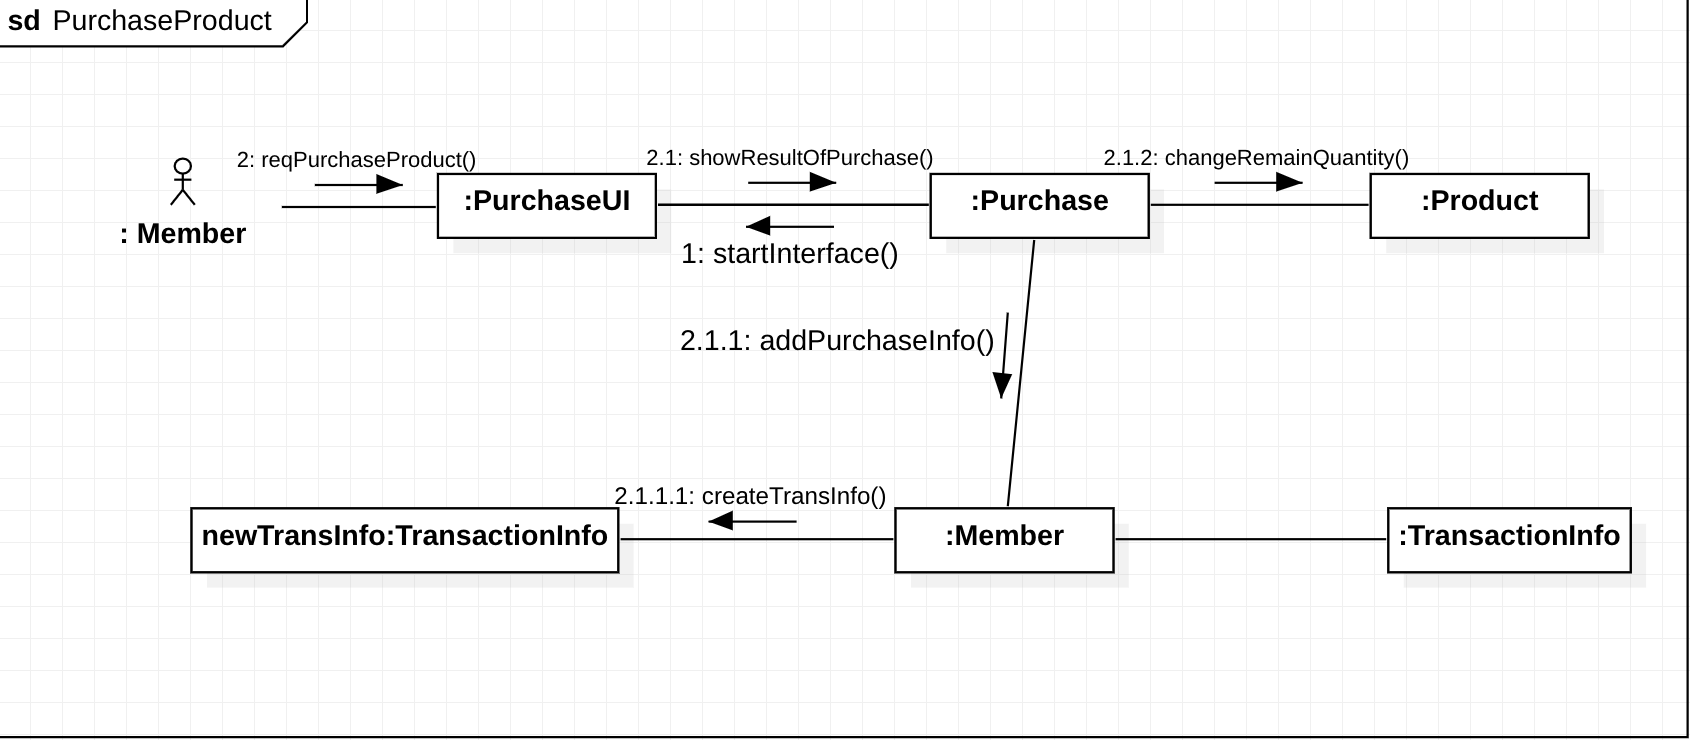 sd PurchaseProduct
2: reqPurchaseProduct()
2.1: showResultOfPurchase()
2.1.2: changeRemainQuantity()
: Member
:PurchaseUI
:Purchase
:Product
1: startInterface()
2.1.1: addPurchaseInfo()
2.1.1.1: createTransInfo()
newTransInfo:TransactionInfo
:Member
:TransactionInfo